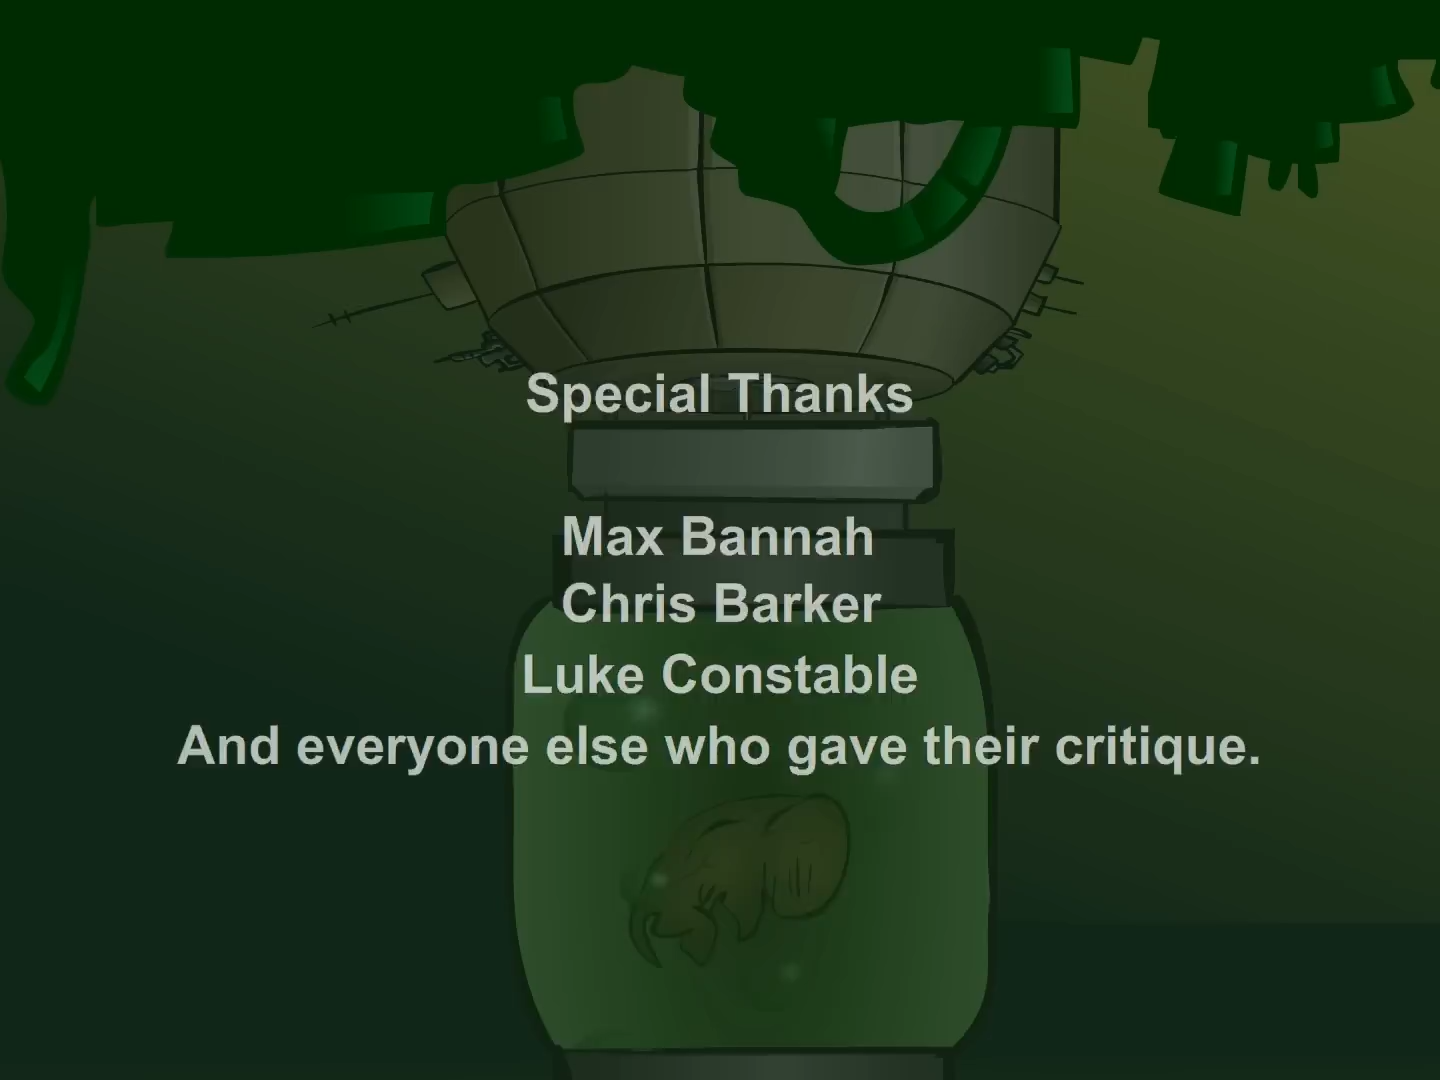 Special Thanks
Max Bannah
Chris Barker
Luke Constable
And everyone else who gave their critique.